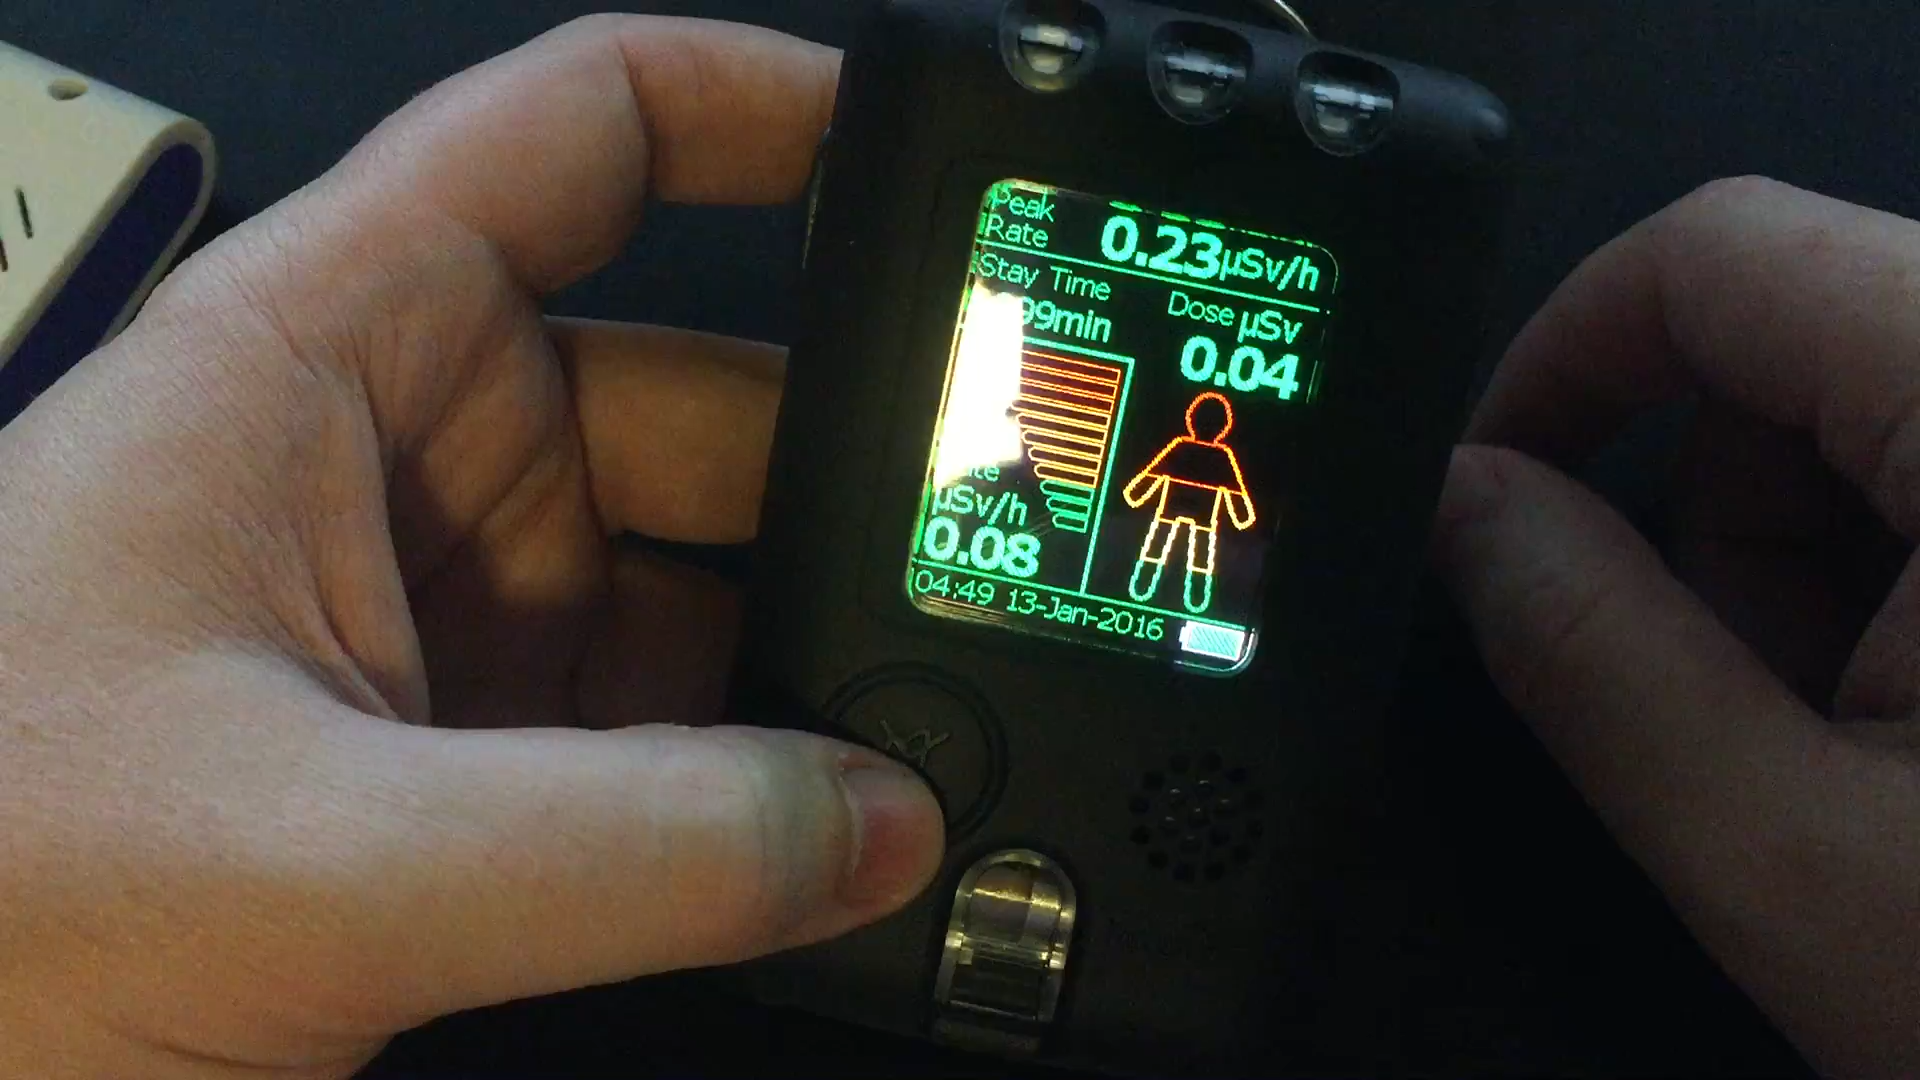 Peak
Rate 0.23µSv/h
Stay Time
Dose µSv
99min
0.04
µSv/h
0.08
04:49 13-Jan-2016